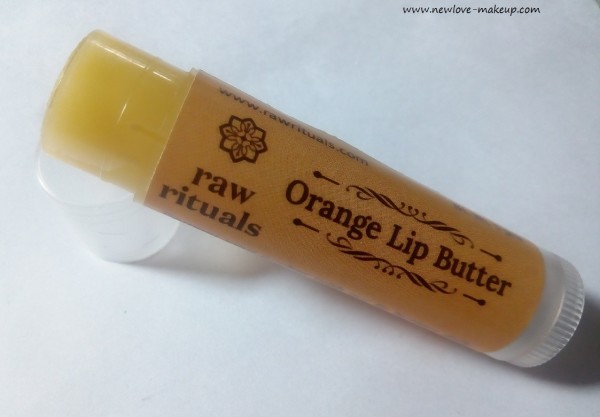 www.newlove-makeup.com
www.rawrituals.com
raw
rituals
Orange Lip Butter